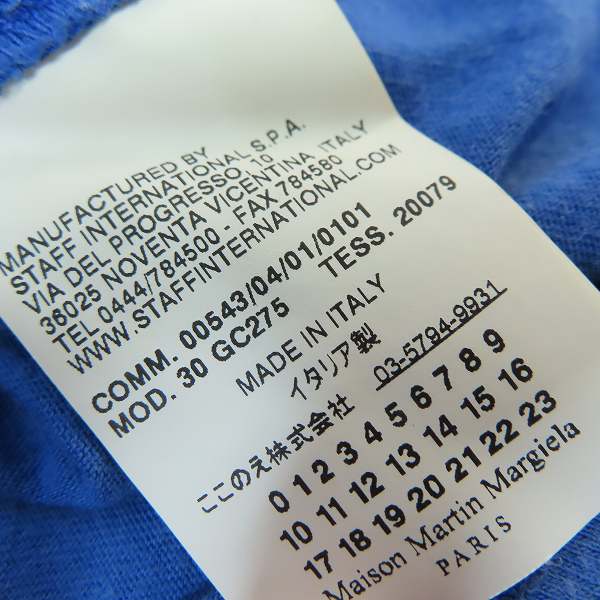 MANUFACTURED BY
STAFF INTERNATIONAL S.P.A.
VIA DEL PROGRESSO, 10
36025 NOVENTA VICENTINA ITALY
TEL 0444/784500 - FAX 784580
WWW.STAFFINTERNATIONAL.COM
COMM. 00543/04/01/0101
MOD. 30 GC275 TESS. 20079
MADE IN ITALY
イタリア製
ここのえ株式会社 03-5794-9931
0 1 2 3 4 5 6 7 8 9
10 11 12 13 14 15 16
17 18 19 20 21 22 23
Maison Martin Margiela
PARIS